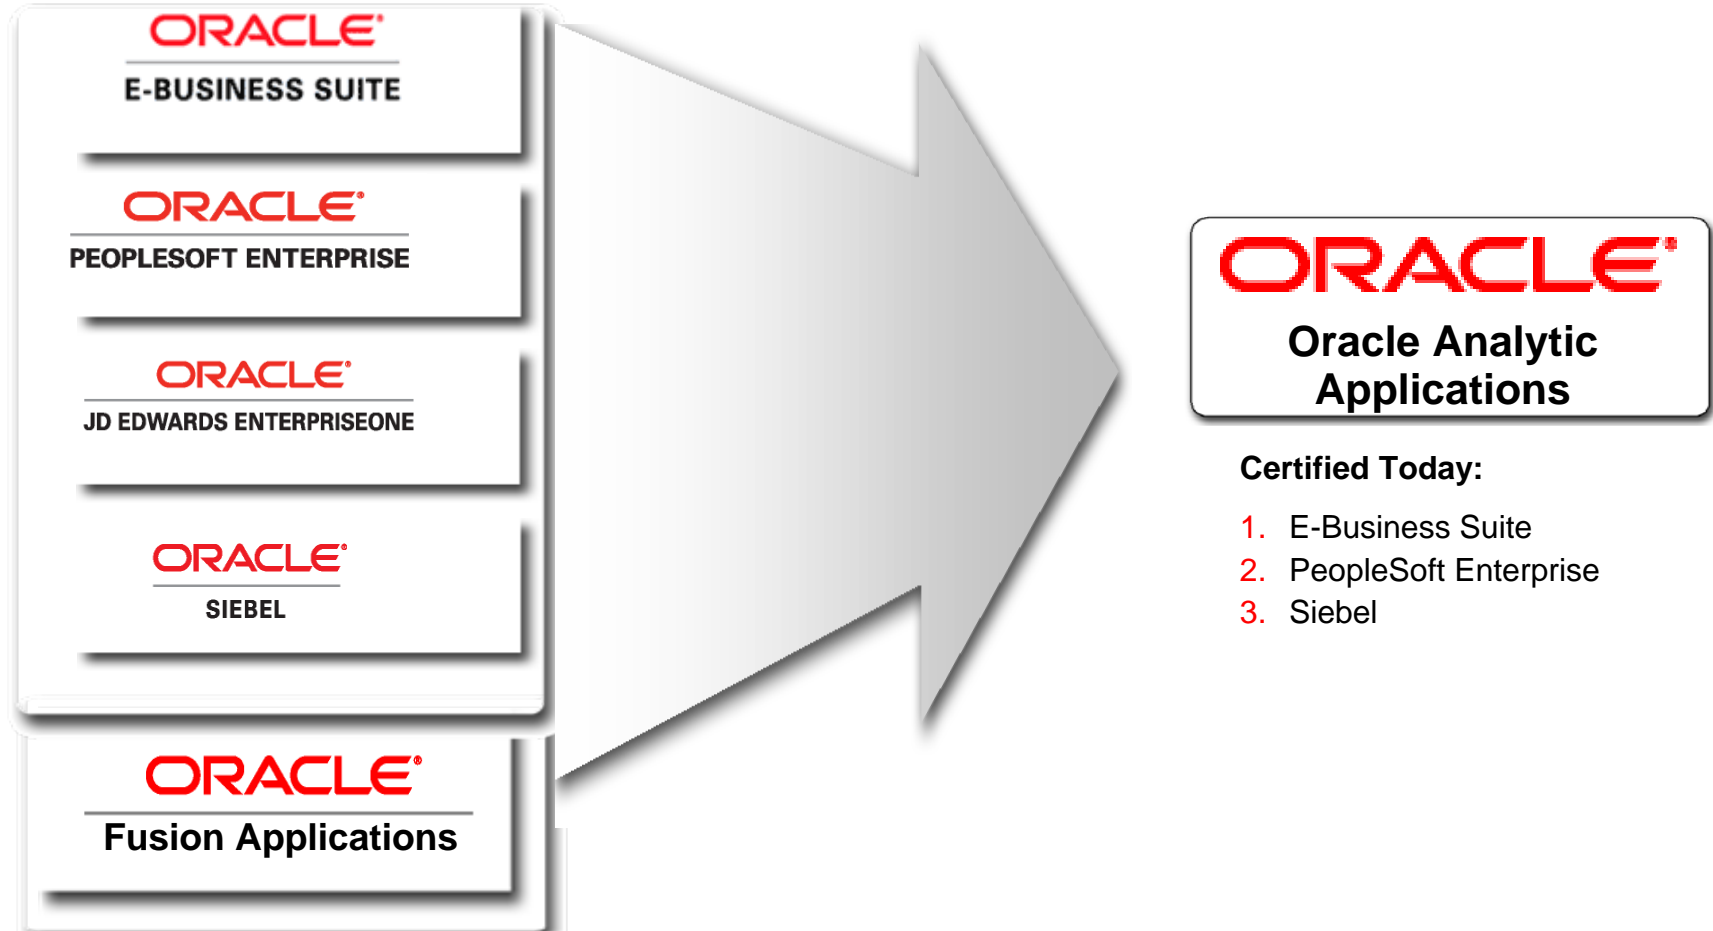 ORACLE®
E-BUSINESS SUITE
ORACLE®
PEOPLESOFT ENTERPRISE
ORACLE®
JD EDWARDS ENTERPRISEONE
ORACLE®
SIEBEL
ORACLE®
Fusion Applications
ORACLE®
Oracle Analytic
Applications
Certified Today:
1. E-Business Suite
2. PeopleSoft Enterprise
3. Siebel